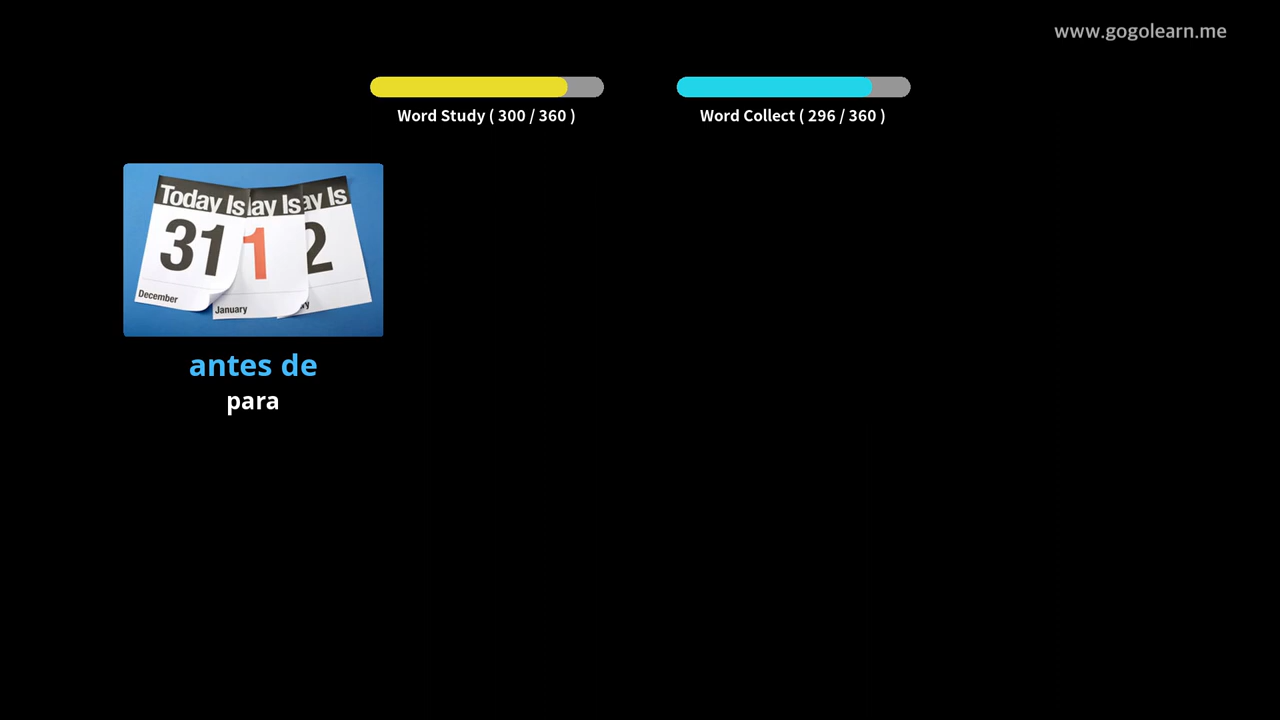 www.gogolearn.me
Word Study ( 300 / 360 )
Word Collect ( 296 / 360 )
Today Is
ay Is
ay Is
31
1
2
December
January
ry
antes de
para